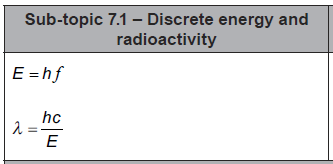 Sub-topic 7.1 – Discrete energy and
radioactivity
E = hf
λ = hc/E